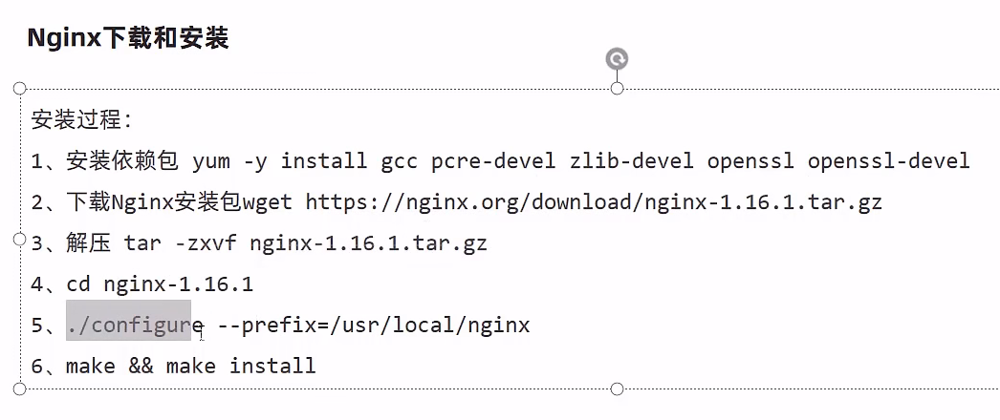 Nginx下载和安装
安装过程：
1、安装依赖包 yum -y install gcc pcre-devel zlib-devel openssl openssl-devel
2、下载Nginx安装包wget https://nginx.org/download/nginx-1.16.1.tar.gz
3、解压 tar -zxvf nginx-1.16.1.tar.gz
4、cd nginx-1.16.1
5、./configure --prefix=/usr/local/nginx
6、make && make install